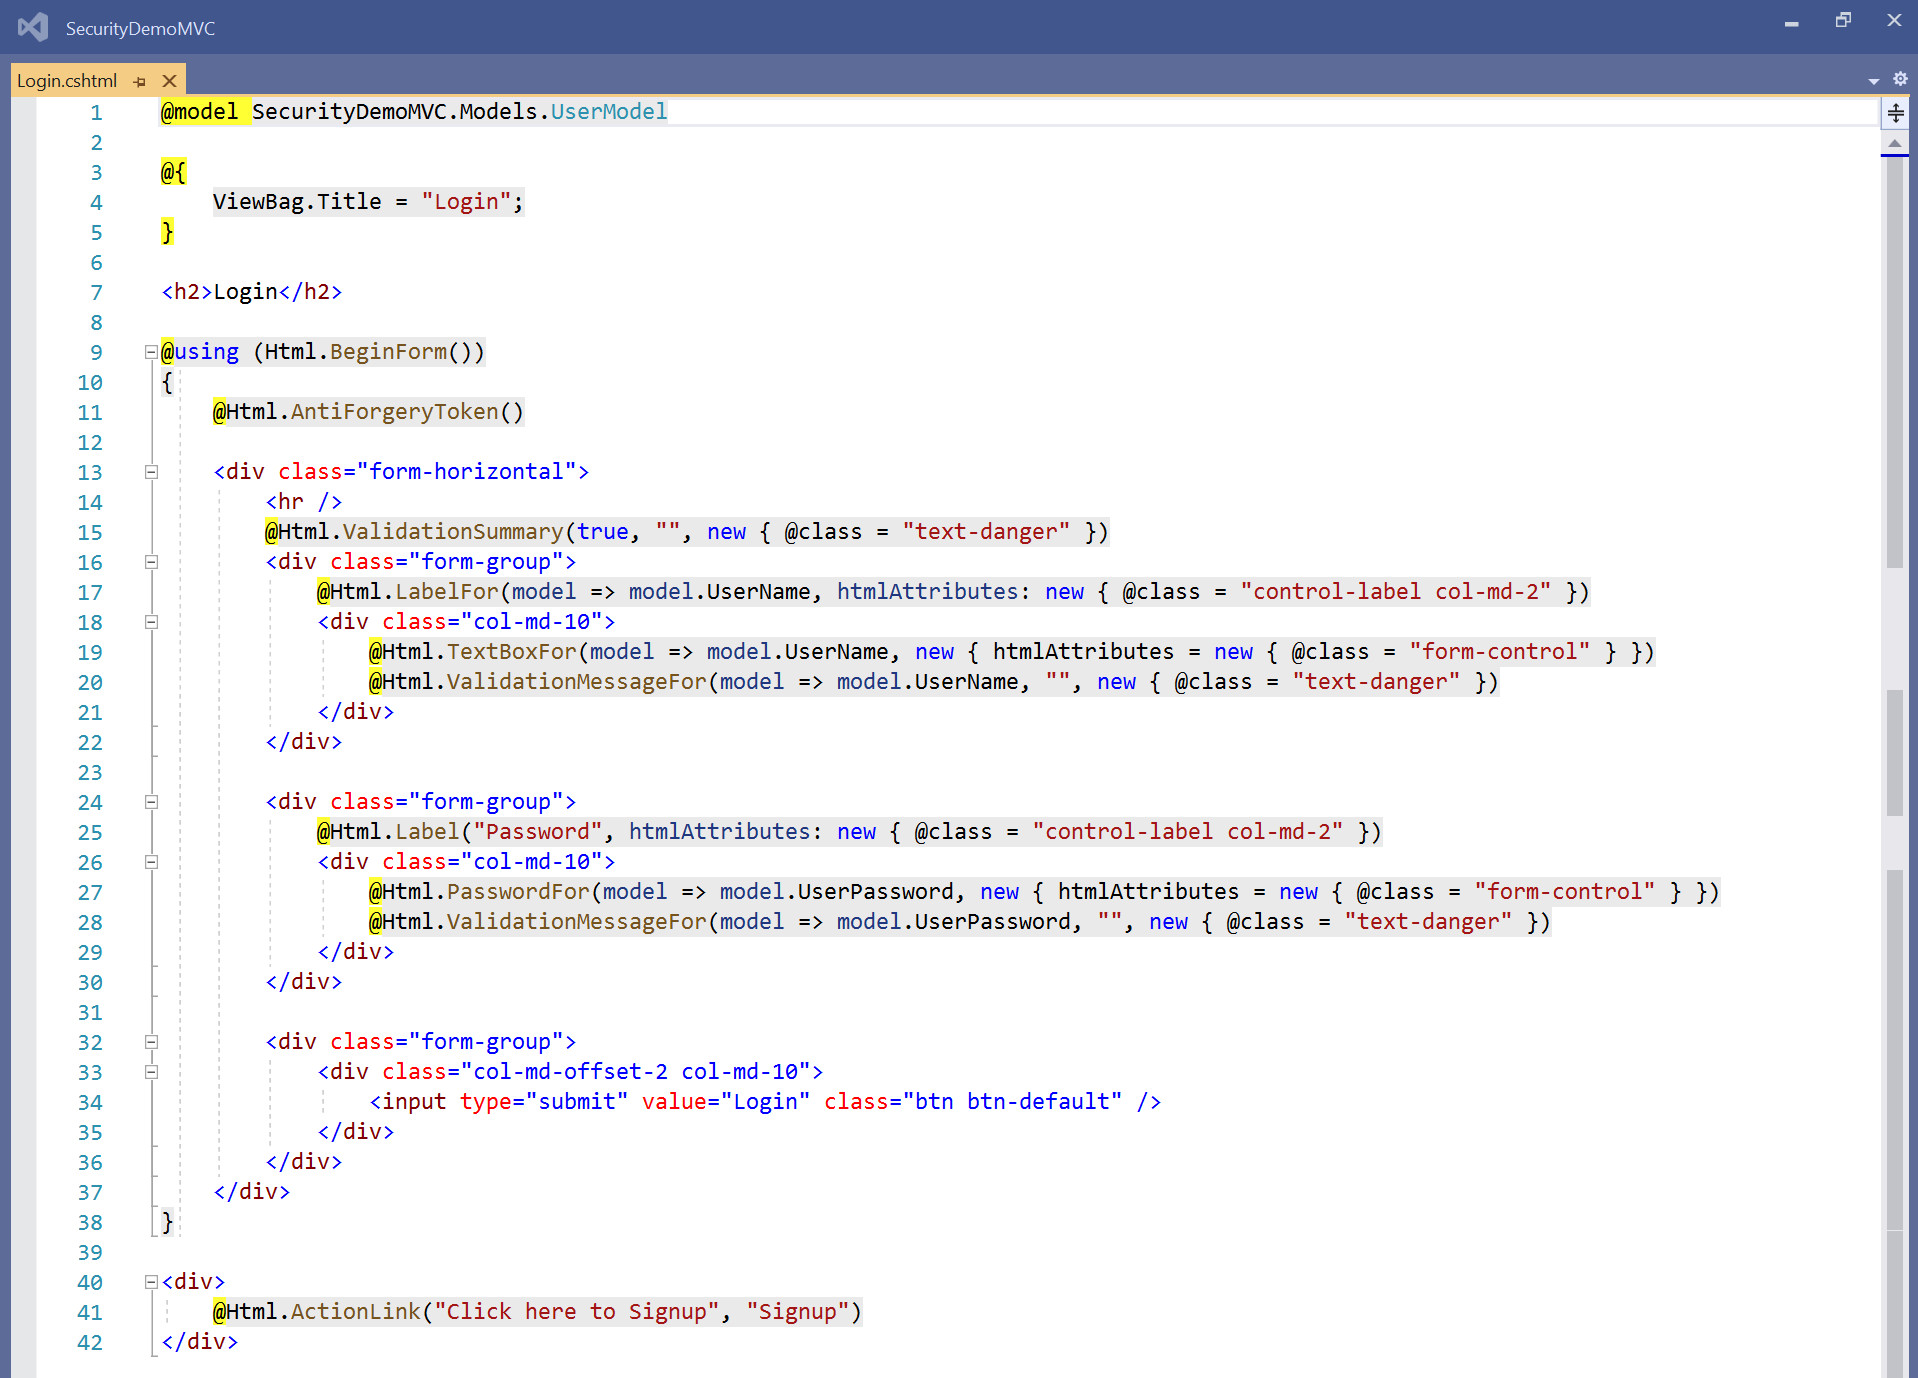 SecurityDemoMVC
Login.cshtml
1 @model SecurityDemoMVC.Models.UserModel
2
3 @{
4     ViewBag.Title = "Login";
5 }
6
7 <h2>Login</h2>
8
9 @using (Html.BeginForm())
10 {
11     @Html.AntiForgeryToken()
12
13     <div class="form-horizontal">
14         <hr />
15         @Html.ValidationSummary(true, "", new { @class = "text-danger" })
16         <div class="form-group">
17             @Html.LabelFor(model => model.UserName, htmlAttributes: new { @class = "control-label col-md-2" })
18             <div class="col-md-10">
19                 @Html.TextBoxFor(model => model.UserName, new { htmlAttributes = new { @class = "form-control" } })
20                 @Html.ValidationMessageFor(model => model.UserName, "", new { @class = "text-danger" })
21             </div>
22         </div>
23
24         <div class="form-group">
25             @Html.Label("Password", htmlAttributes: new { @class = "control-label col-md-2" })
26             <div class="col-md-10">
27                 @Html.PasswordFor(model => model.UserPassword, new { htmlAttributes = new { @class = "form-control" } })
28                 @Html.ValidationMessageFor(model => model.UserPassword, "", new { @class = "text-danger" })
29             </div>
30         </div>
31
32         <div class="form-group">
33             <div class="col-md-offset-2 col-md-10">
34                 <input type="submit" value="Login" class="btn btn-default" />
35             </div>
36         </div>
37     </div>
38 }
39
40 <div>
41     @Html.ActionLink("Click here to Signup", "Signup")
42 </div>